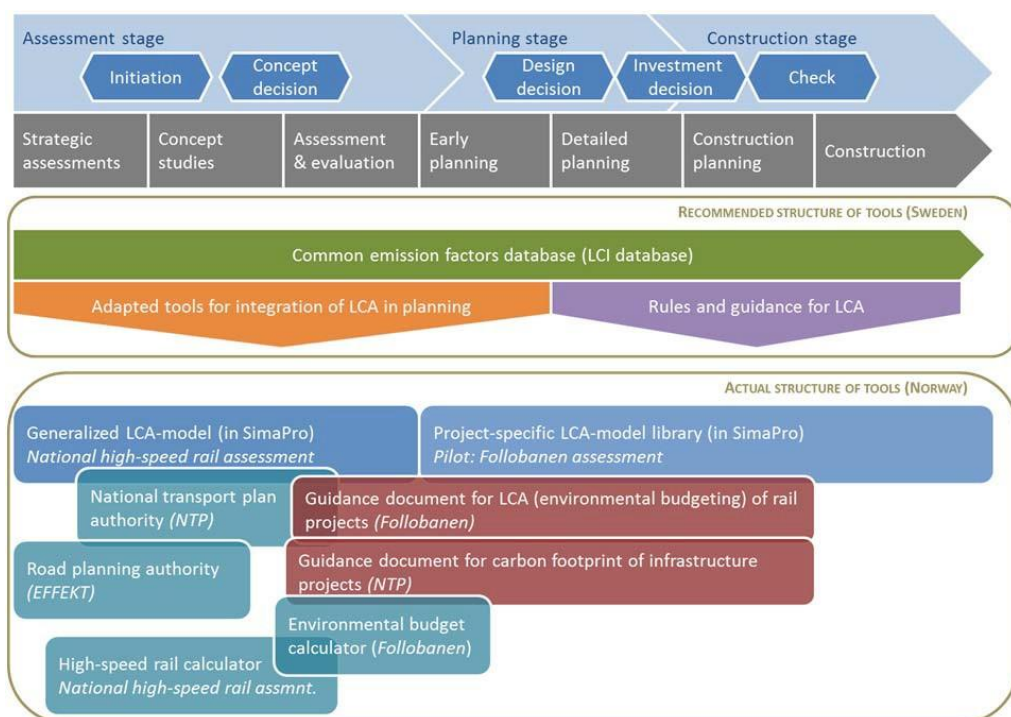 Assessment stage
Planning stage
Construction stage
Initiation
Concept
decision
Design
decision
Investment
decision
Check
Strategic
assessments
Concept
studies
Assessment
& evaluation
Early
planning
Detailed
planning
Construction
planning
Construction
RECOMMENDED STRUCTURE OF TOOLS (SWEDEN)
Common emission factors database (LCI database)
Adapted tools for integration of LCA in planning
Rules and guidance for LCA
ACTUAL STRUCTURE OF TOOLS (NORWAY)
Generalized LCA-model (in SimaPro)
National high-speed rail assessment
Project-specific LCA-model library (in SimaPro)
Pilot: Follobanen assessment
National transport plan
authority (NTP)
Guidance document for LCA (environmental budgeting) of rail
projects (Follobanen)
Road planning authority
(EFFEKT)
Guidance document for carbon footprint of infrastructure
projects (NTP)
Environmental budget
calculator (Follobanen)
High-speed rail calculator
National high-speed rail assmnt.